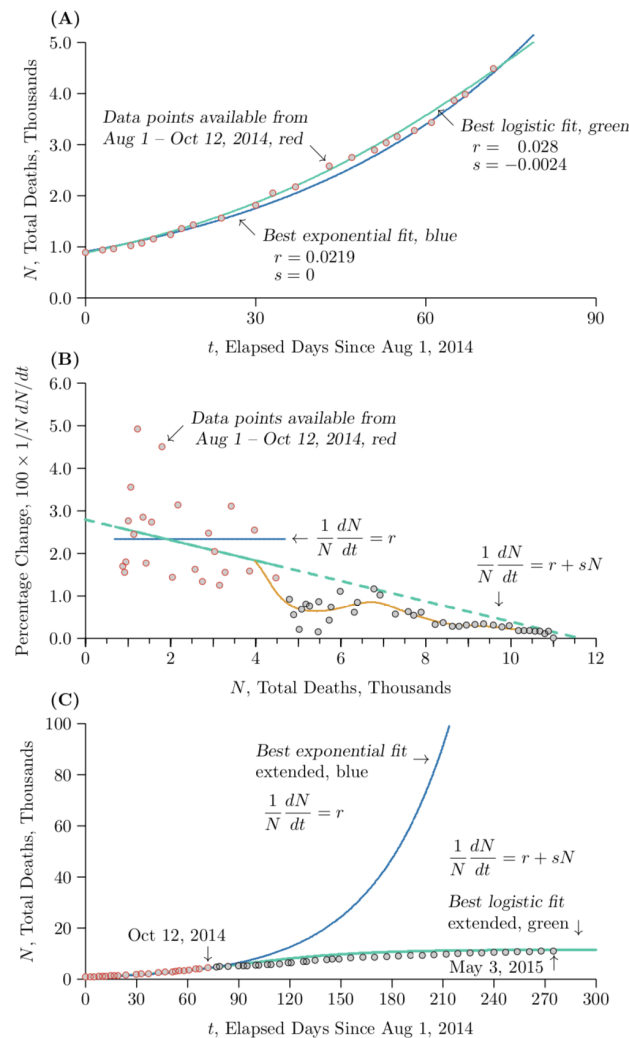 (A)
N, Total Deaths, Thousands
5.0
4.0
3.0
2.0
1.0
0.0
Data points available from
Aug 1 – Oct 12, 2014, red
Best logistic fit, green
r = 0.028
s = −0.0024
Best exponential fit, blue
r = 0.0219
s = 0
0 30 60 90
t, Elapsed Days Since Aug 1, 2014
(B)
Percentage Change, 100 × 1/N dN/dt
6.0
5.0
4.0
3.0
2.0
1.0
0.0
Data points available from
Aug 1 – Oct 12, 2014, red
← 1/N dN/dt = r
1/N dN/dt = r + sN
0 2 4 6 8 10 12
N, Total Deaths, Thousands
(C)
N, Total Deaths, Thousands
100
80
60
40
20
0
Best exponential fit
extended, blue
1/N dN/dt = r
1/N dN/dt = r + sN
Best logistic fit
extended, green
Oct 12, 2014
May 3, 2015
0 30 60 90 120 150 180 210 240 270 300
t, Elapsed Days Since Aug 1, 2014